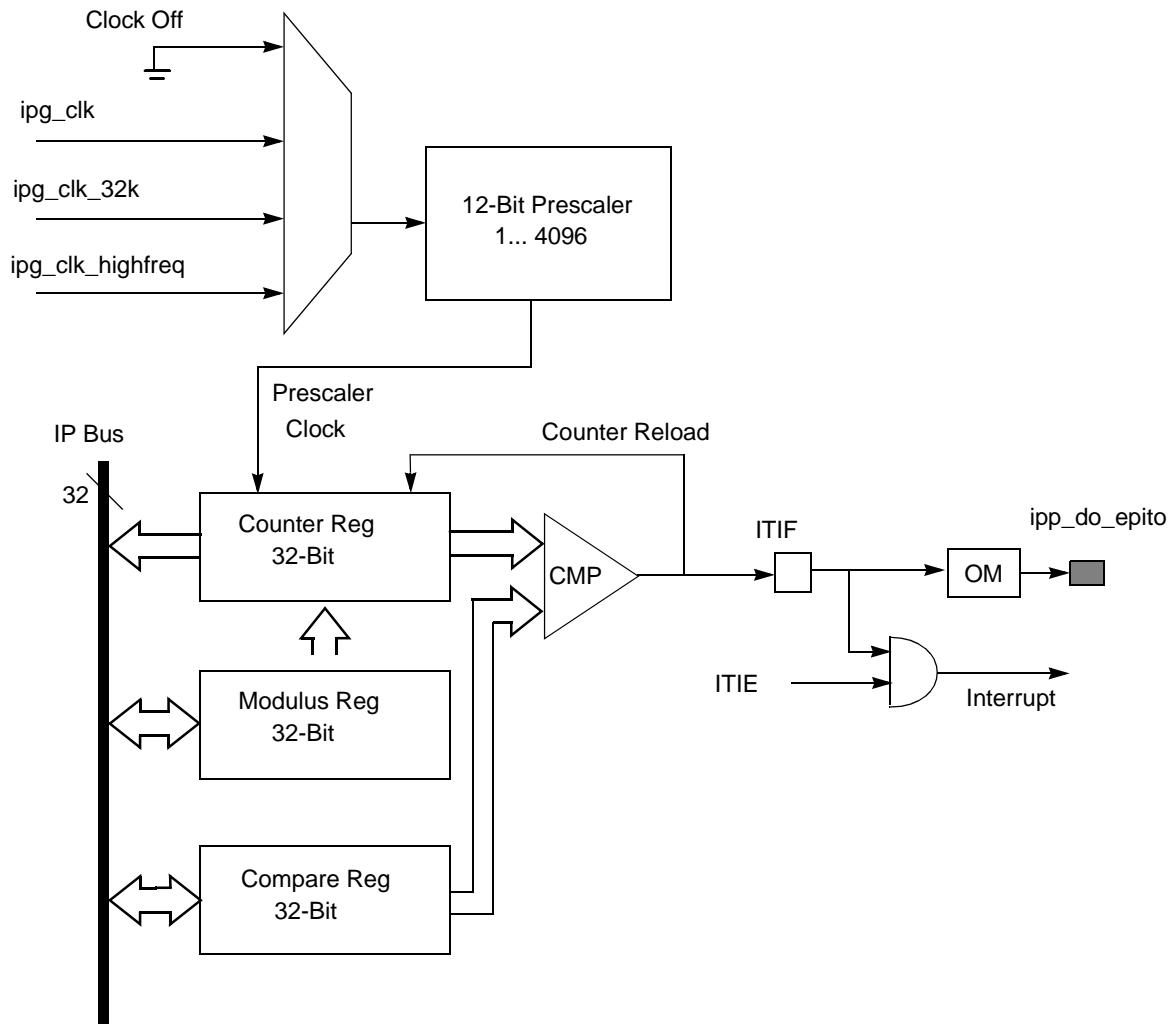 Clock Off
ipg_clk
ipg_clk_32k
ipg_clk_highfreq
12-Bit Prescaler
1... 4096
Prescaler
Clock
IP Bus
32
Counter Reload
Counter Reg
32-Bit
CMP
ITIF
OM
ipp_do_epito
Modulus Reg
32-Bit
ITIE
Interrupt
Compare Reg
32-Bit